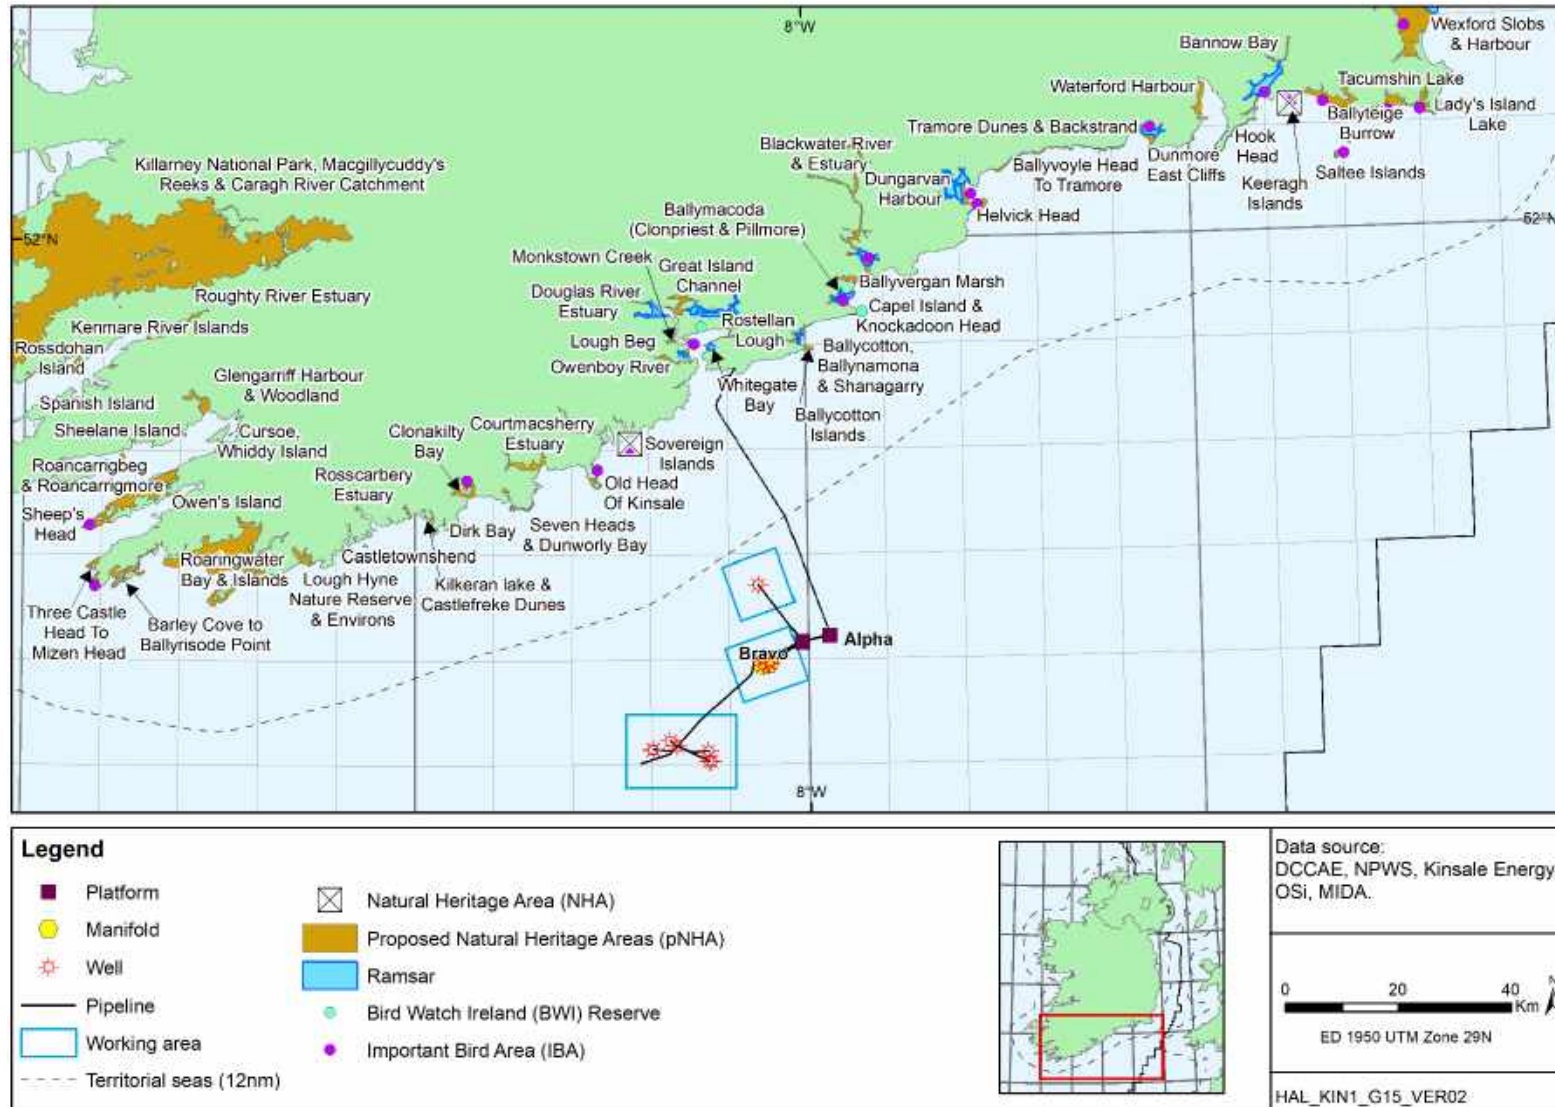 8°W
Wexford Slobs
& Harbour
Bannow Bay
Tacumshin Lake
Waterford Harbour
Lady's Island
Lake
Ballyteige
Burrow
Tramore Dunes & Backstrand
Hook
Head
Blackwater River
& Estuary
Ballyvoyle Head
To Tramore
Dunmore
East Cliffs
Saltee Islands
Keeragh
Islands
Killarney National Park, Macgillycuddy's
Reeks & Caragh River Catchment
Dungarvan
Harbour
Helvick Head
Ballymacoda
(Clonpriest & Pillmore)
52°N
52°N
Monkstown Creek
Great Island
Channel
Ballyvergan Marsh
Roughty River Estuary
Douglas River
Estuary
Capel Island &
Knockadoon Head
Kenmare River Islands
Rostellan
Lough
Rossdohan
Island
Lough Beg
Ballycotton,
Ballynamona
& Shanagarry
Owenboy River
Glengarriff Harbour
& Woodland
Whitegate
Bay
Spanish Island
Ballycotton
Islands
Courtmacsherry
Estuary
Sheelane Island
Cursoe,
Whiddy Island
Clonakilty
Bay
Sovereign
Islands
Roancarrigbeg
& Roancarrigmore
Rosscarbery
Estuary
Old Head
Of Kinsale
Owen's Island
Sheep's
Head
Dirk Bay
Seven Heads
& Dunworly Bay
Castletownshend
Roaringwater
Bay & Islands
Lough Hyne
Nature Reserve
& Environs
Kilkeran lake &
Castlefreke Dunes
Three Castle
Head To
Mizen Head
Barley Cove to
Ballyrisode Point
Alpha
Bravo
8°W
Legend
Platform
Manifold
Well
Pipeline
Working area
Territorial seas (12nm)
Natural Heritage Area (NHA)
Proposed Natural Heritage Areas (pNHA)
Ramsar
Bird Watch Ireland (BWI) Reserve
Important Bird Area (IBA)
Data source:
DCCAE, NPWS, Kinsale Energy
OSi, MIDA.
0 20 40
Km
N
ED 1950 UTM Zone 29N
HAL_KIN1_G15_VER02